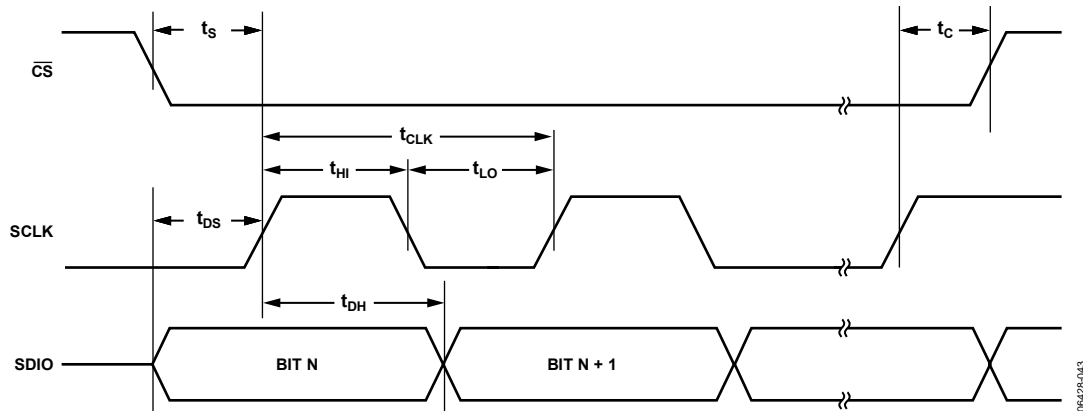 tS
tC
CS
tCLK
tHI
tLO
tDS
SCLK
tDH
SDIO
BIT N
BIT N + 1
06428-043